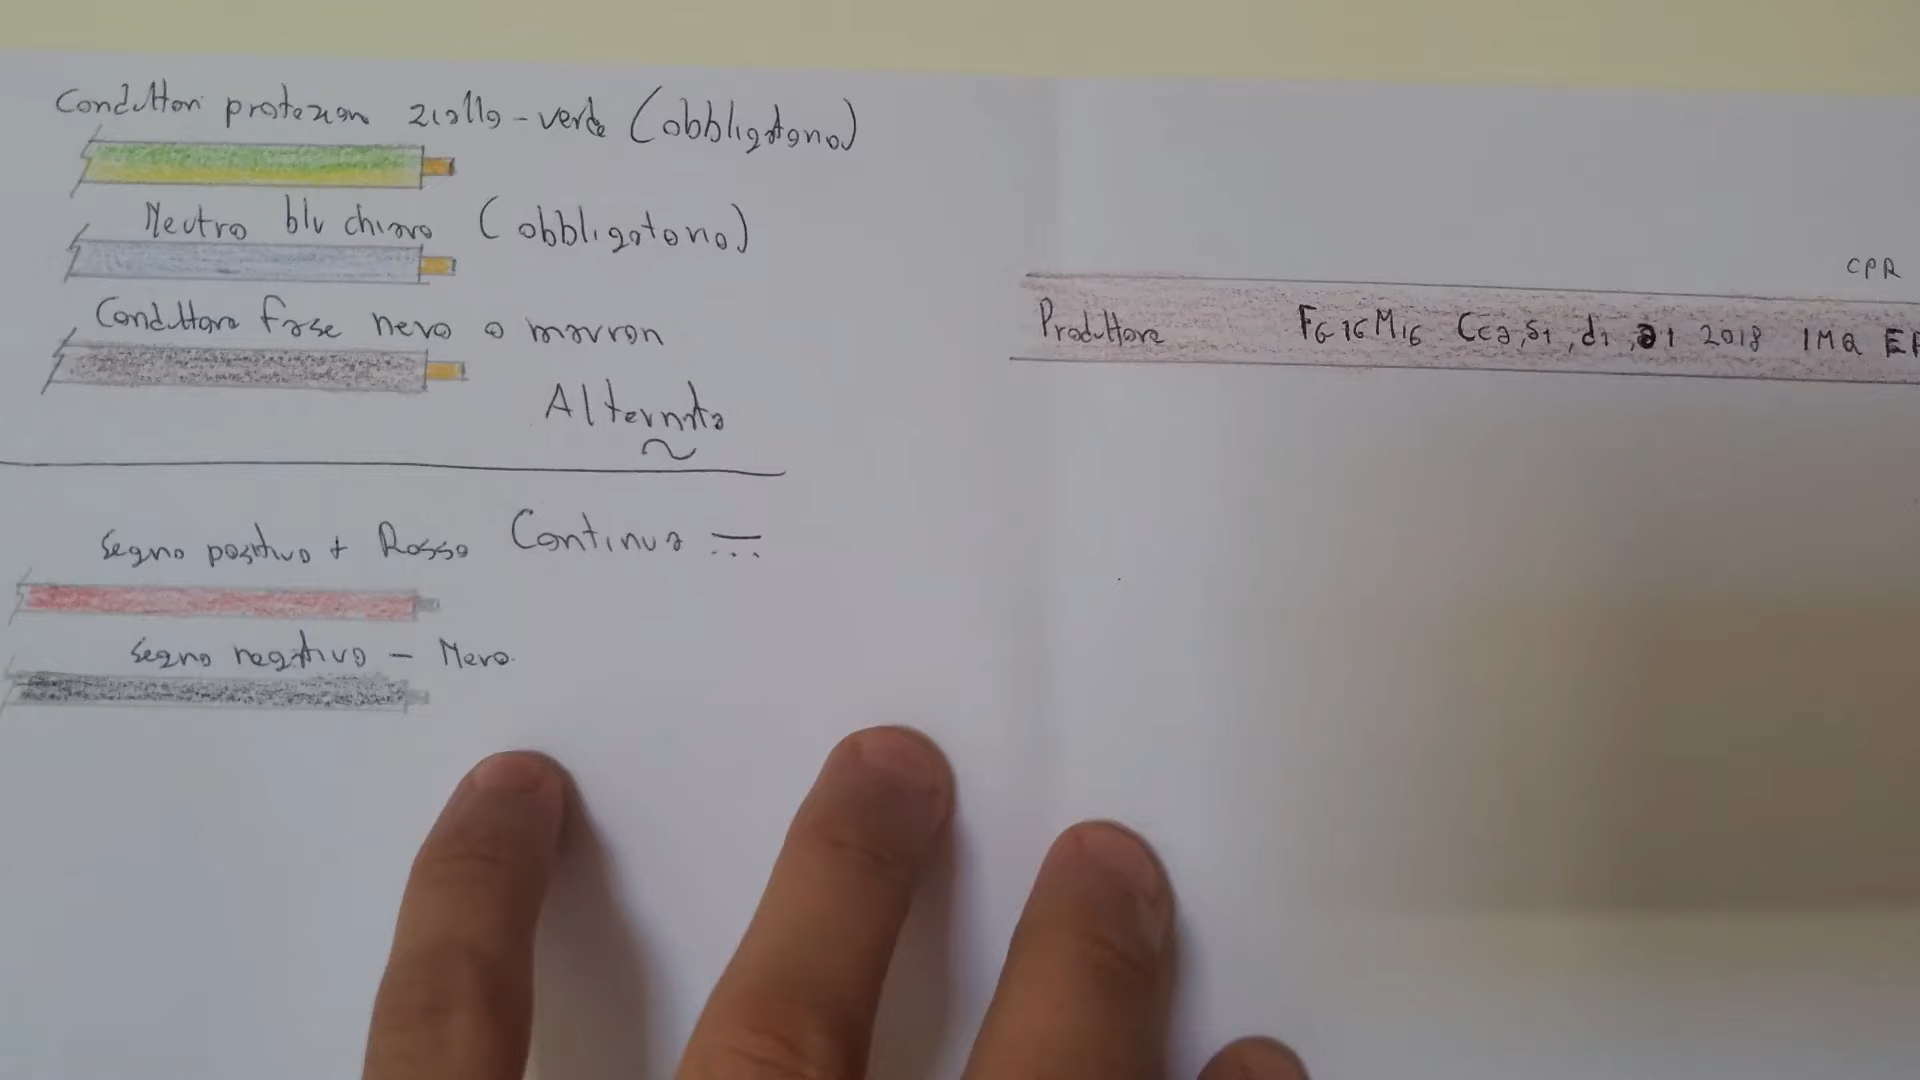 Conduttori protezion giallo-verde (obbligatorio)
Neutro blu chiaro (obbligatorio)
Conduttore fase nero o marron
Alternata
~
Segno positivo + Rosso Continua
Segno negativo - Nero
CPR
Produttore FG16M16 Cca,s1,d1,a1 2018 IMQ